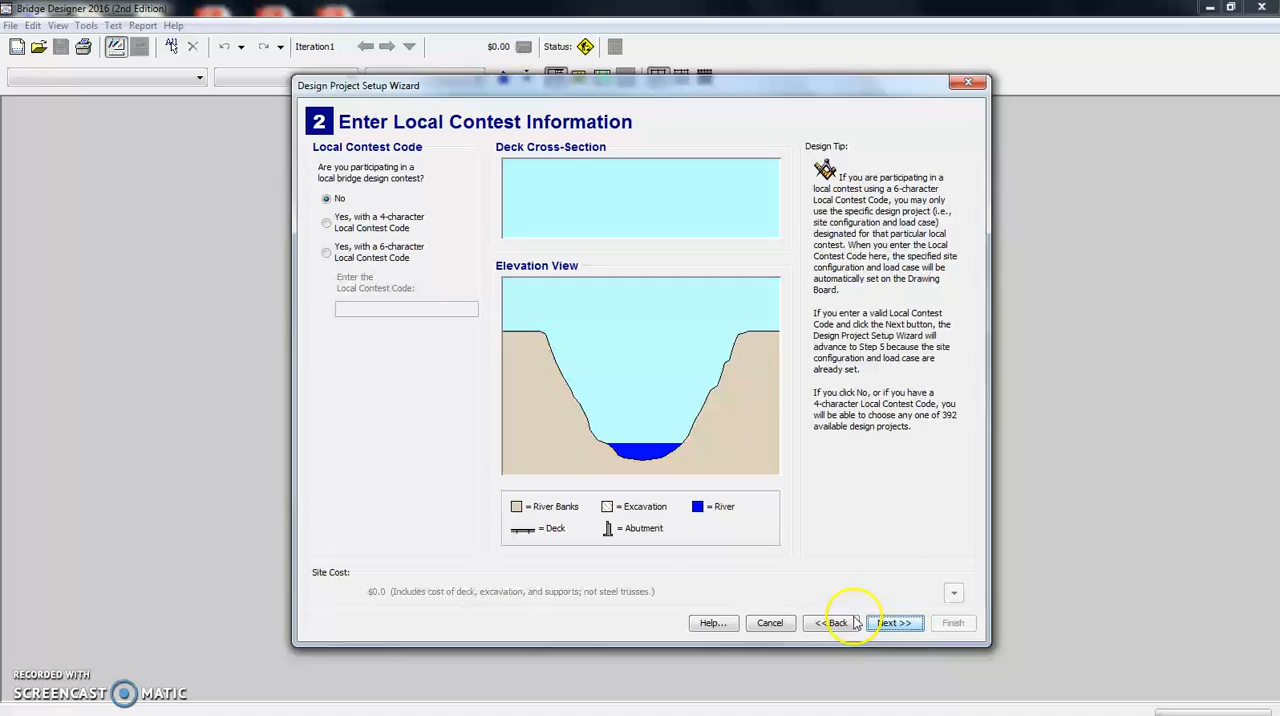 Bridge Designer 2016 (2nd Edition)
File Edit View Tools Test Report Help
Iteration1 $0.00 Status:
Design Project Setup Wizard
2 Enter Local Contest Information
Local Contest Code
Are you participating in a
local bridge design contest?
No
Yes, with a 4-character
Local Contest Code
Yes, with a 6-character
Local Contest Code
Enter the
Local Contest Code:
Deck Cross-Section
Elevation View
= River Banks = Excavation = River
= Deck = Abutment
Design Tip:
If you are participating in a
local contest using a 6-character
Local Contest Code, you may only
use the specific design project (i.e.,
site configuration and load case)
designated for that particular local
contest. When you enter the Local
Contest Code here, the specified site
configuration and load case will be
automatically set on the Drawing
Board.
If you enter a valid Local Contest
Code and click the Next button, the
Design Project Setup Wizard will
advance to Step 5 because the site
configuration and load case are
already set.
If you click No, or if you have a
4-character Local Contest Code, you
will be able to choose any one of 392
available design projects.
Site Cost:
$0.0 (Includes cost of deck, excavation, and supports; not steel trusses.)
Help... Cancel << Back Next >> Finish
RECORDED WITH
SCREENCAST MATIC